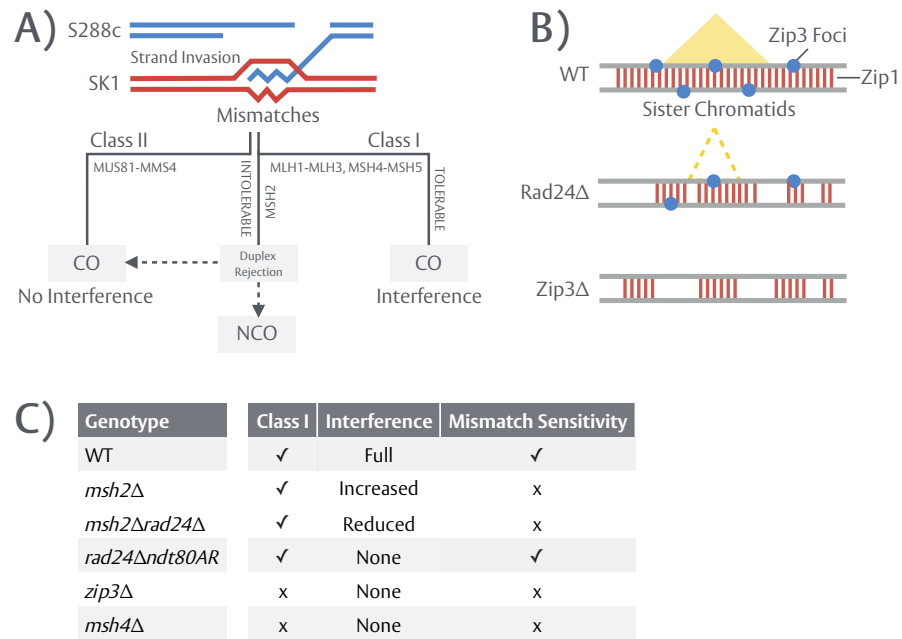 A)
S288c
Strand Invasion
SK1
Mismatches
Class II
Class I
MUS81-MMS4
MLH1-MLH3, MSH4-MSH5
INTOLERABLE
MSH2
TOLERABLE
CO
Duplex
Rejection
CO
No Interference
Interference
NCO
B)
Zip3 Foci
WT
Zip1
Sister Chromatids
Rad24Δ
Zip3Δ
C)
Genotype Class I Interference Mismatch Sensitivity
WT ✓ Full ✓
msh2Δ ✓ Increased x
msh2Δrad24Δ ✓ Reduced x
rad24Δndt80AR ✓ None ✓
zip3Δ x None x
msh4Δ x None x